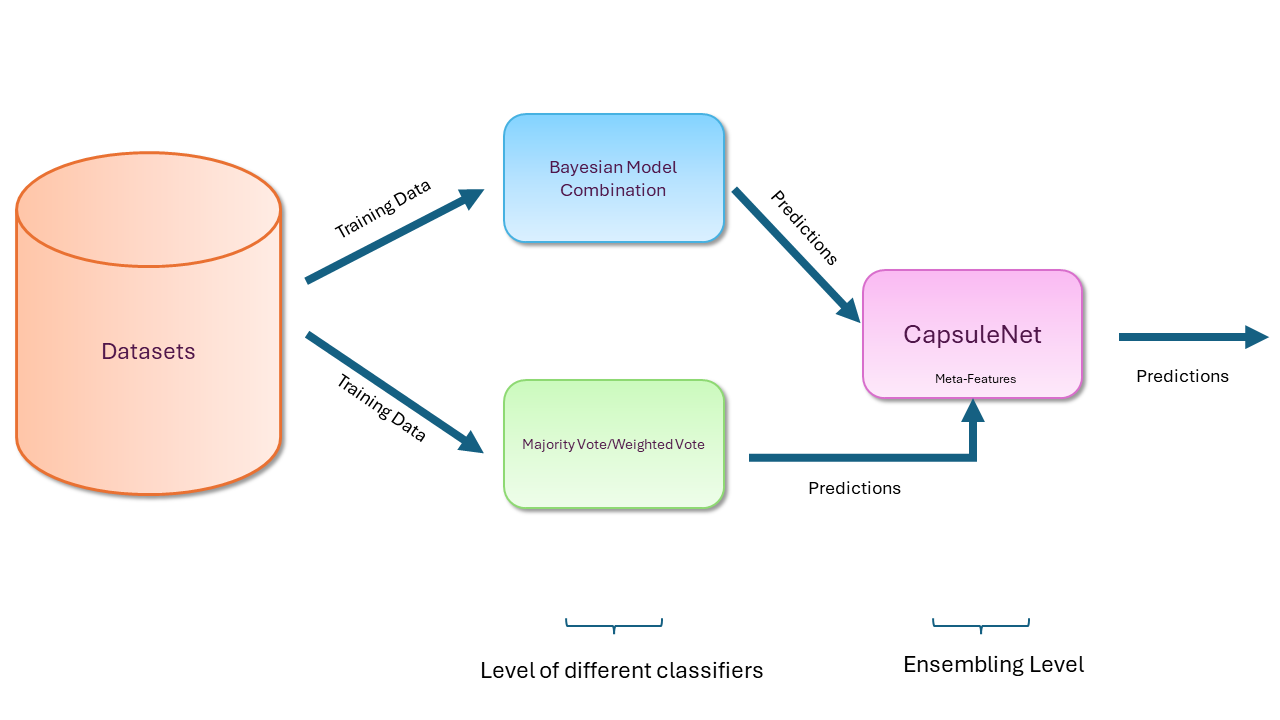 Datasets
Training Data
Training Data
Bayesian Model
Combination
Majority Vote/Weighted Vote
Predictions
Predictions
CapsuleNet
Meta-Features
Predictions
Level of different classifiers
Ensembling Level